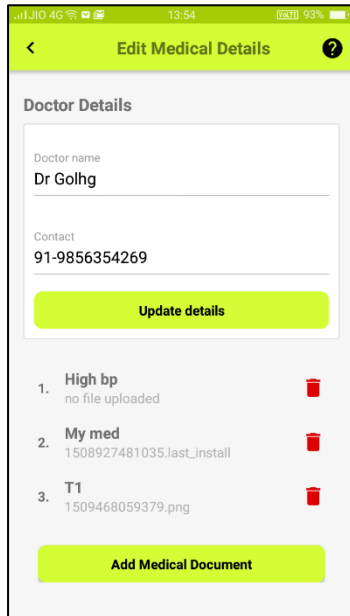 JIO 4G 13:54 VoLTE 93%
Edit Medical Details ?
Doctor Details
Doctor name
Dr Golhg
Contact
91-9856354269
Update details
1. High bp
no file uploaded
2. My med
1508927481035.last_install
3. T1
1509468059379.png
Add Medical Document